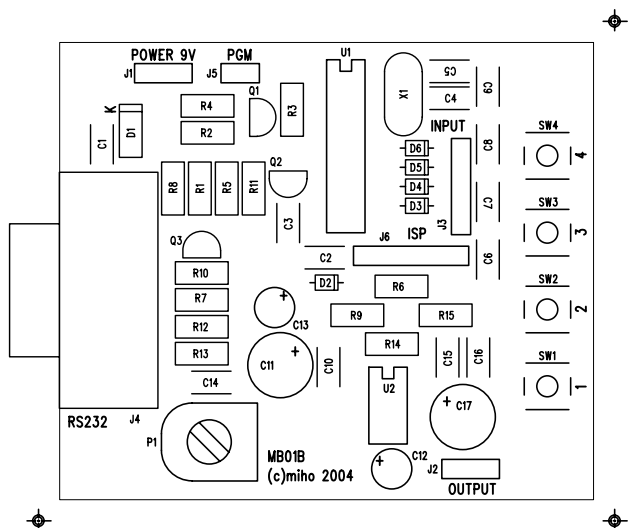 POWER 9V
PGM
U1
J1
J5
Q1
R4
R3
X1
C5
C4
C9
K
D1
C1
R2
INPUT
SW4
4
C8
D6
D5
D4
D3
Q2
R8
R1
R5
R11
J3
C7
SW3
3
C3
ISP
J6
Q3
C2
C6
R10
D2
R6
SW2
2
R7
C13
R9
R15
R12
R14
R13
C11
C10
C15
C16
SW1
1
C14
U2
C17
RS232
J4
P1
MB01B
(c)miho 2004
C12
J2
OUTPUT
+
+
+
+